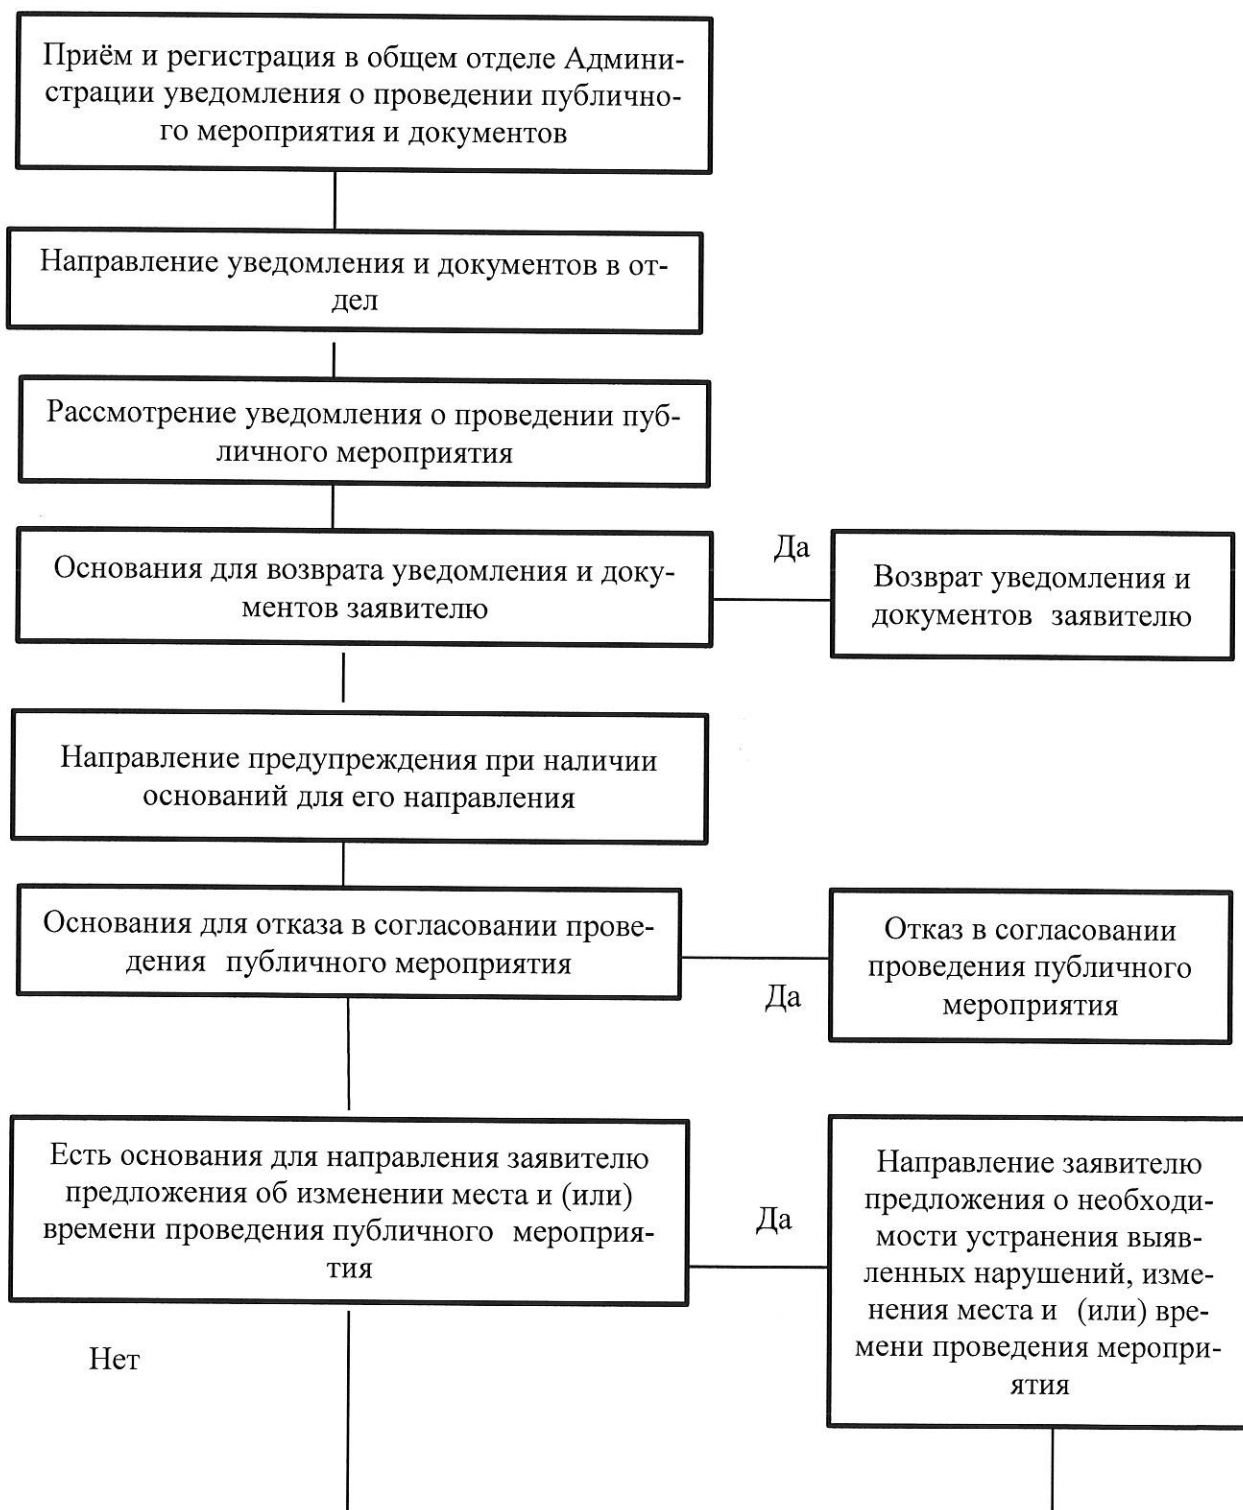 Приём и регистрация в общем отделе Админи-
страции уведомления о проведении публично-
го мероприятия и документов
Направление уведомления и документов в от-
дел
Рассмотрение уведомления о проведении пуб-
личного мероприятия
Основания для возврата уведомления и доку-
ментов заявителю
Да
Возврат уведомления и
документов заявителю
Направление предупреждения при наличии
оснований для его направления
Основания для отказа в согласовании прове-
дения публичного мероприятия
Да
Отказ в согласовании
проведения публичного
мероприятия
Есть основания для направления заявителю
предложения об изменении места и (или)
времени проведения публичного мероприя-
тия
Да
Направление заявителю
предложения о необходи-
мости устранения выяв-
ленных нарушений, изме-
нения места и (или) вре-
мени проведения меропри-
ятия
Нет